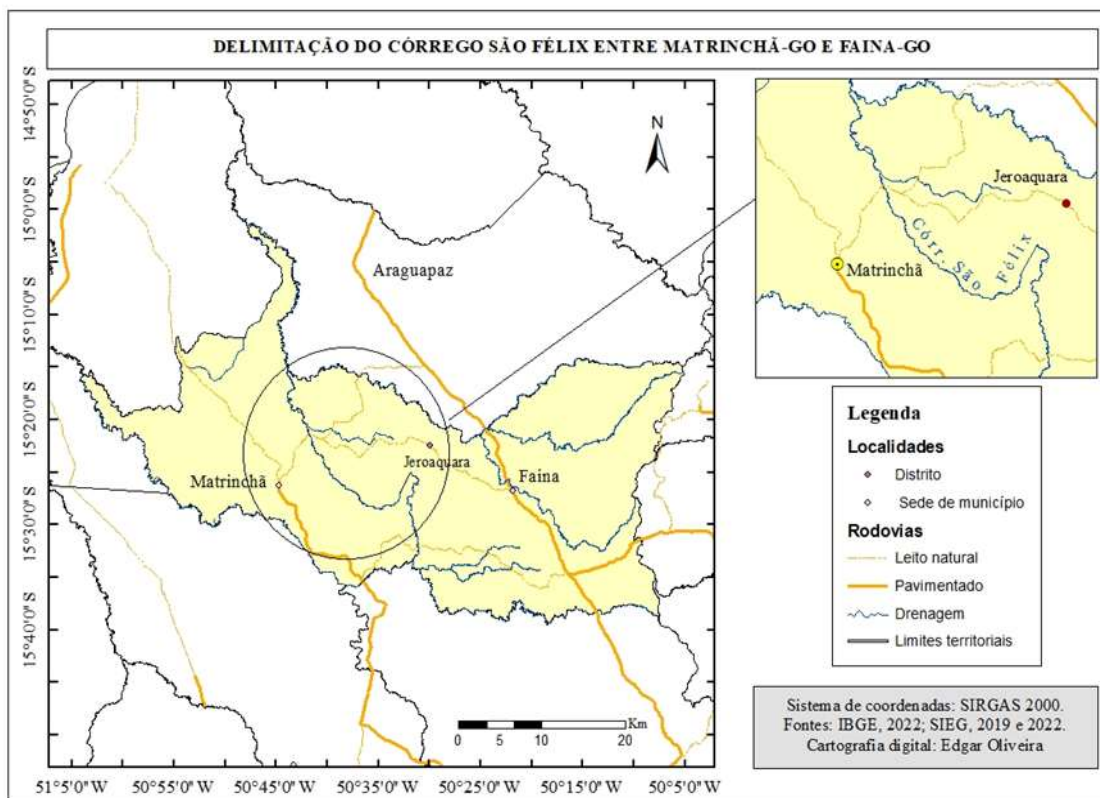 DELIMITAÇÃO DO CÓRREGO SÃO FÉLIX ENTRE MATRINCHÃ-GO E FAINA-GO
14°50'0"S
15°0'0"S
15°10'0"S
15°20'0"S
15°30'0"S
15°40'0"S
N
Araguapaz
Matrinchã
Jeroaquara
Faina
Km
0 5 10 20
51°5'0"W 50°55'0"W 50°45'0"W 50°35'0"W 50°25'0"W 50°15'0"W 50°5'0"W
Jeroaquara
Córr. São Félix
Matrinchã
Legenda
Localidades
Distrito
Sede de município
Rodovias
Leito natural
Pavimentado
Drenagem
Limites territoriais
Sistema de coordenadas: SIRGAS 2000.
Fontes: IBGE, 2022; SIEG, 2019 e 2022.
Cartografia digital: Edgar Oliveira